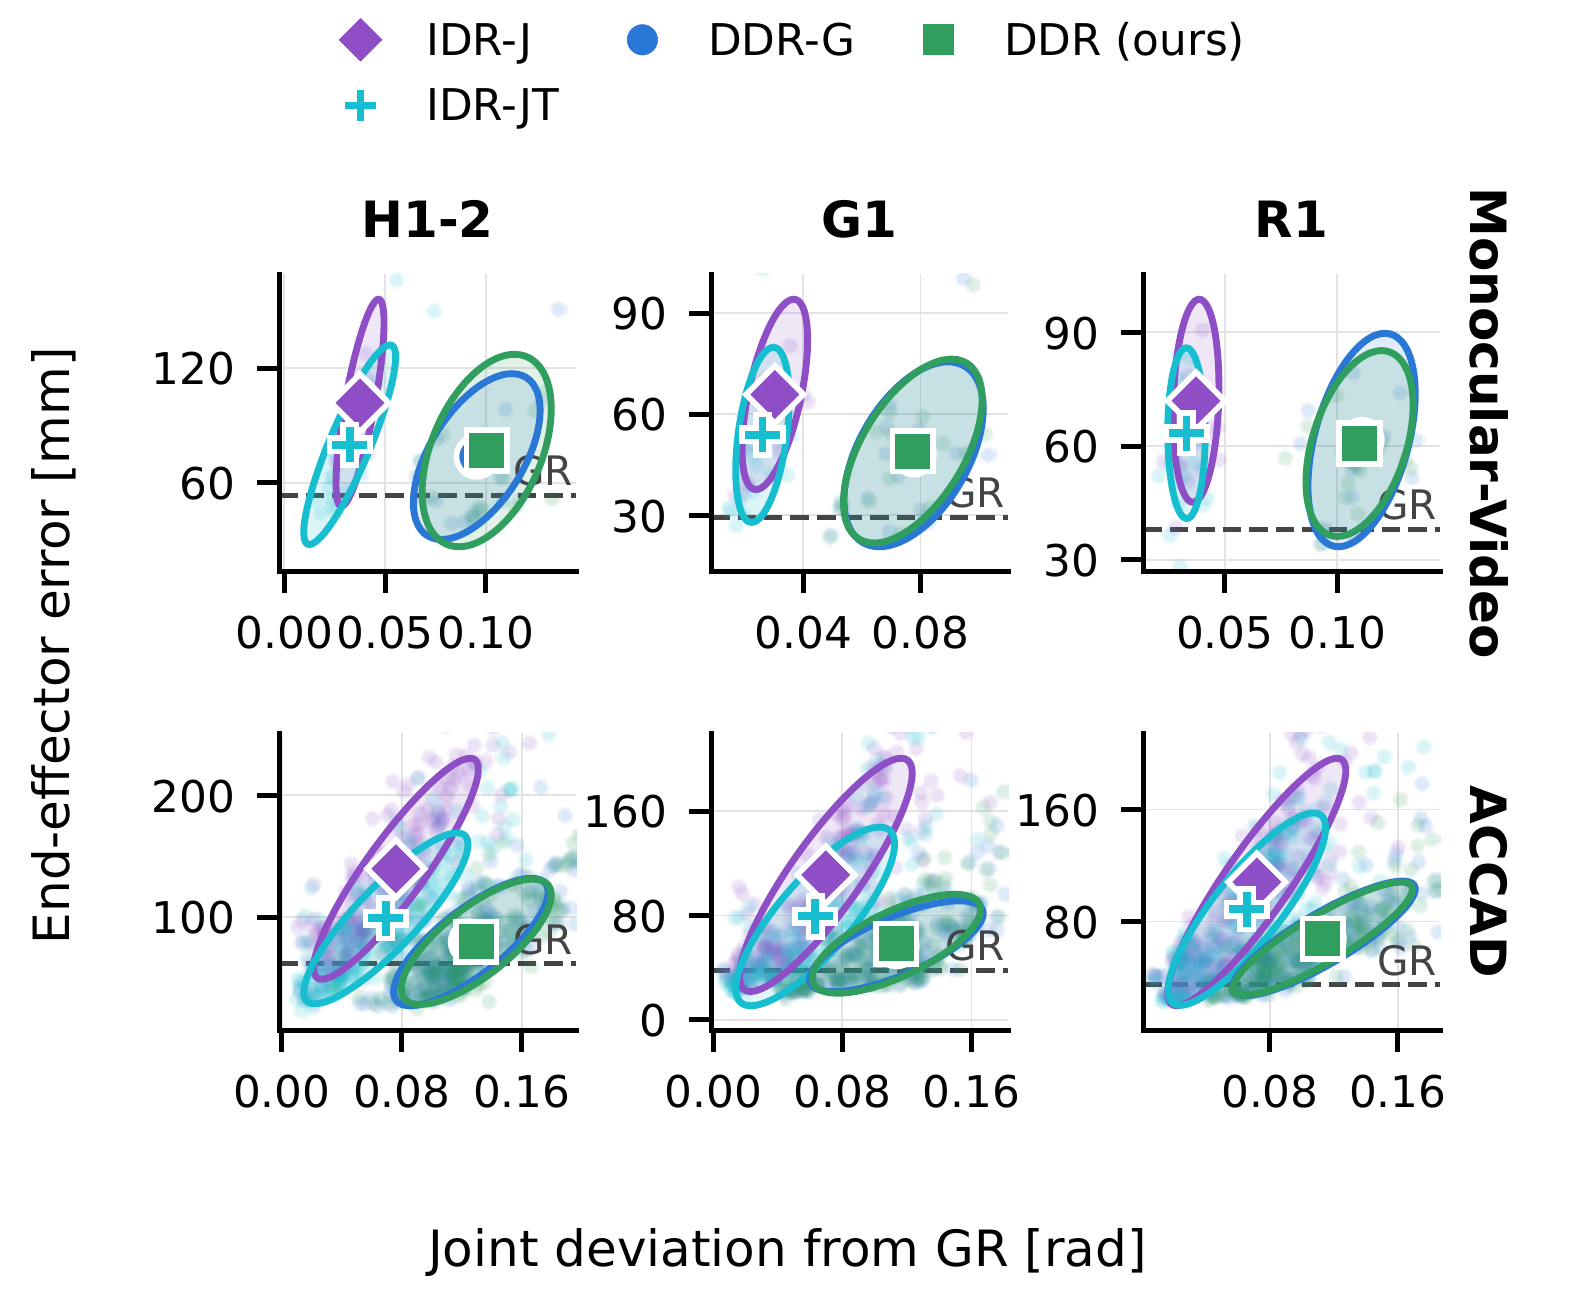 IDR-J DDR-G DDR (ours)
IDR-JT
H1-2 G1 R1
Monocular-Video
End-effector error [mm]
120
60
GR
0.00 0.05 0.10
90
60
30
GR
0.04 0.08
90
60
30
GR
0.05 0.10
ACCAD
200
100
GR
0.00 0.08 0.16
160
80
0
GR
0.00 0.08 0.16
160
80
GR
0.08 0.16
Joint deviation from GR [rad]